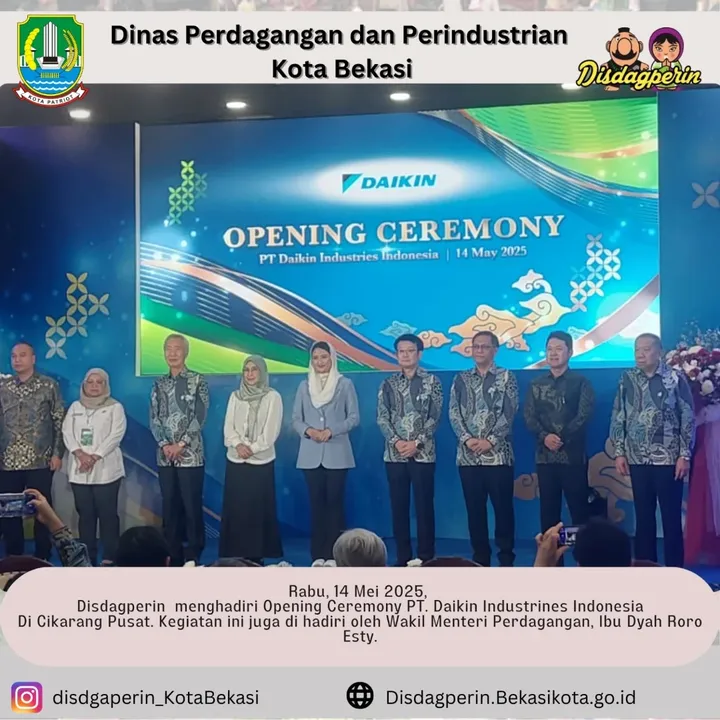 Dinas Perdagangan dan Perindustrian
Kota Bekasi
KOTA PATRIOT
Disdagperin
DAIKIN
OPENING CEREMONY
PT Daikin Industries Indonesia | 14 May 2025
Rabu, 14 Mei 2025,
Disdagperin menghadiri Opening Ceremony PT. Daikin Industrines Indonesia
Di Cikarang Pusat. Kegiatan ini juga di hadiri oleh Wakil Menteri Perdagangan, Ibu Dyah Roro
Esty.
disdgaperin_KotaBekasi
Disdagperin.Bekasikota.go.id